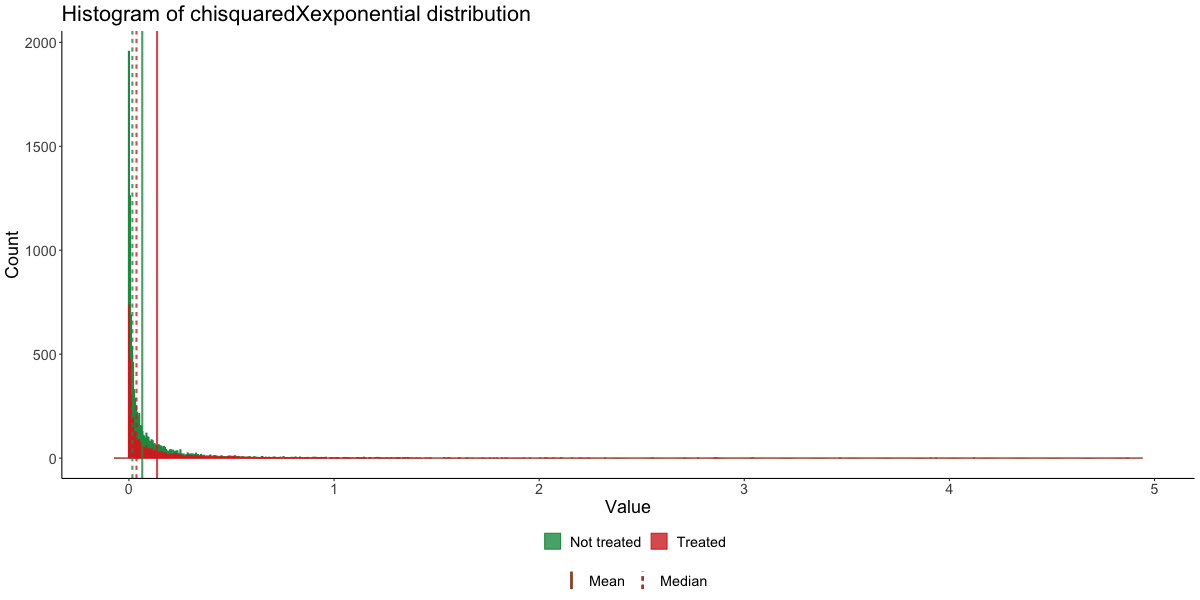 Histogram of chisquaredXexponential distribution
Count
2000
1500
1000
500
0
0 1 2 3 4 5
Value
Not treated Treated
Mean Median